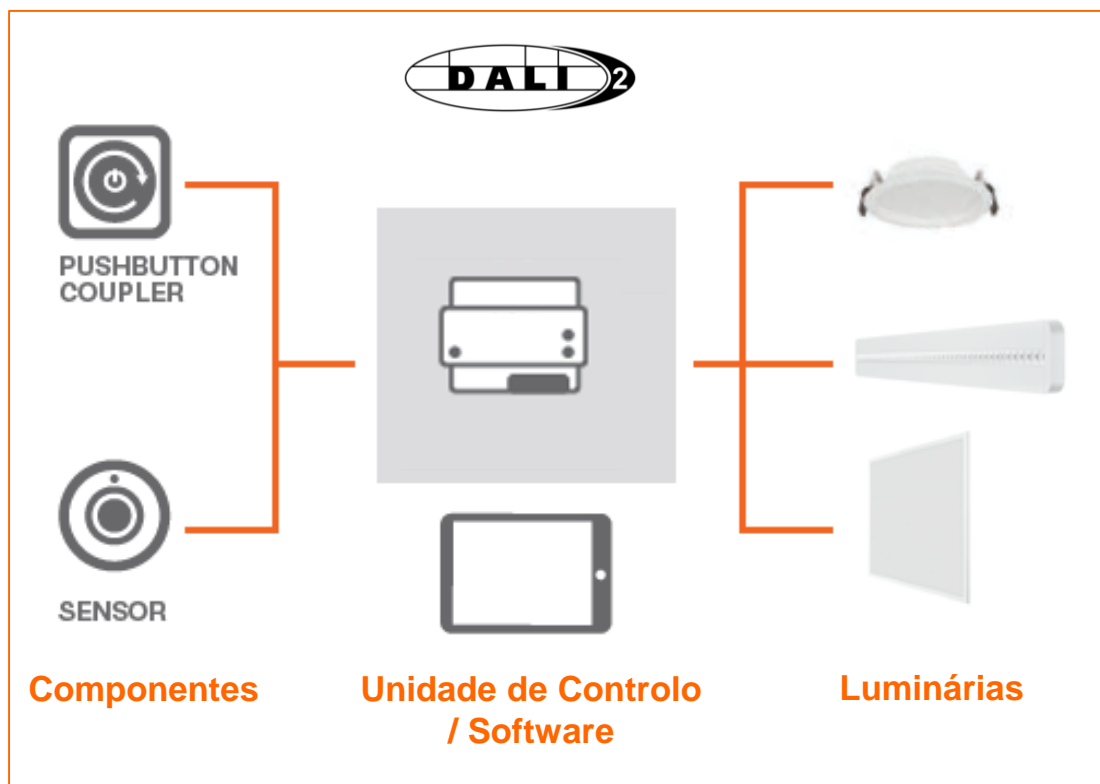 DALI 2
PUSHBUTTON
COUPLER
SENSOR
Componentes
Unidade de Controlo
/ Software
Luminárias